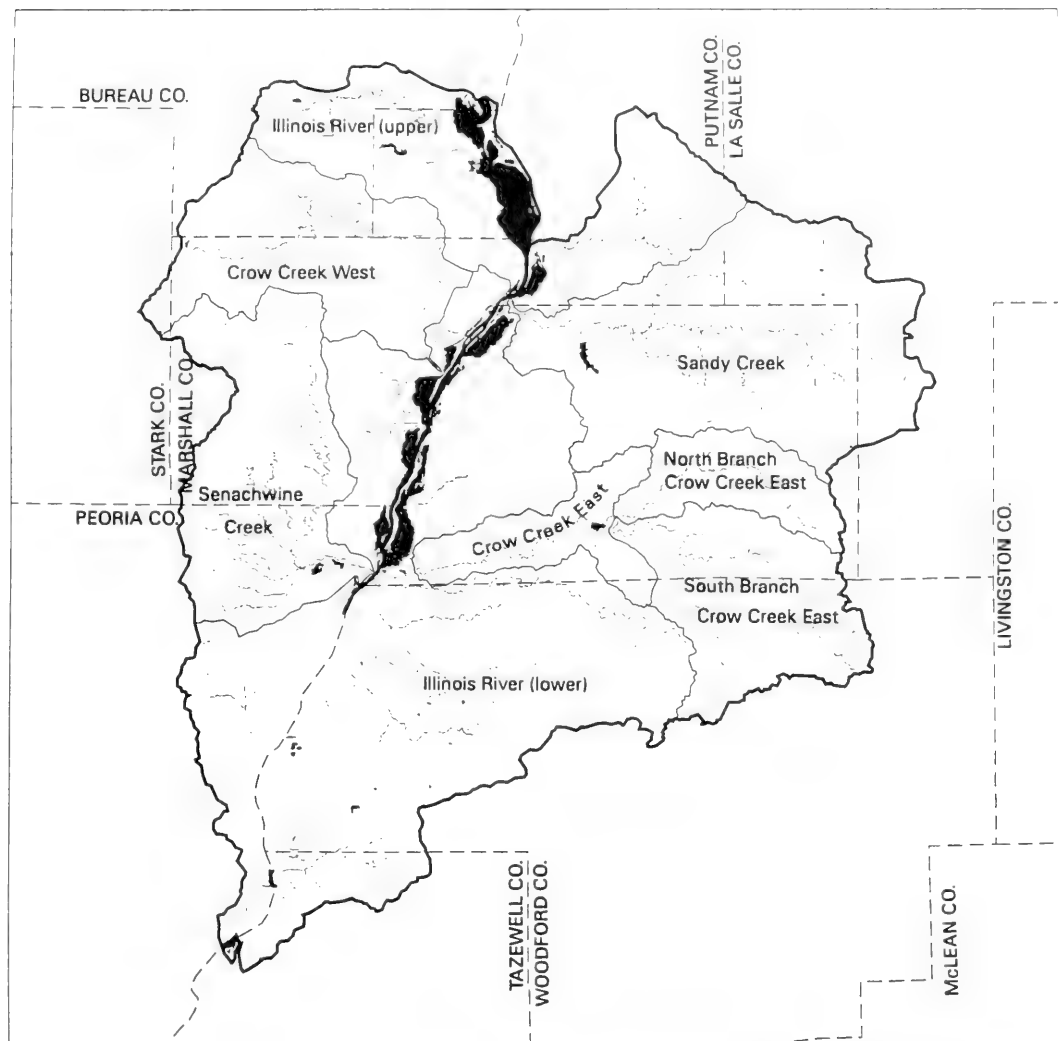 PUTNAM CO.
LA SALLE CO.
BUREAU CO.
Illinois River (upper)
Crow Creek West
Sandy Creek
STARK CO.
MARSHALL CO.
North Branch
Crow Creek East
Senachwine
Creek
PEORIA CO.
Crow Creek East
South Branch
Crow Creek East
LIVINGSTON CO.
Illinois River (lower)
TAZEWELL CO.
WOODFORD CO.
McLEAN CO.